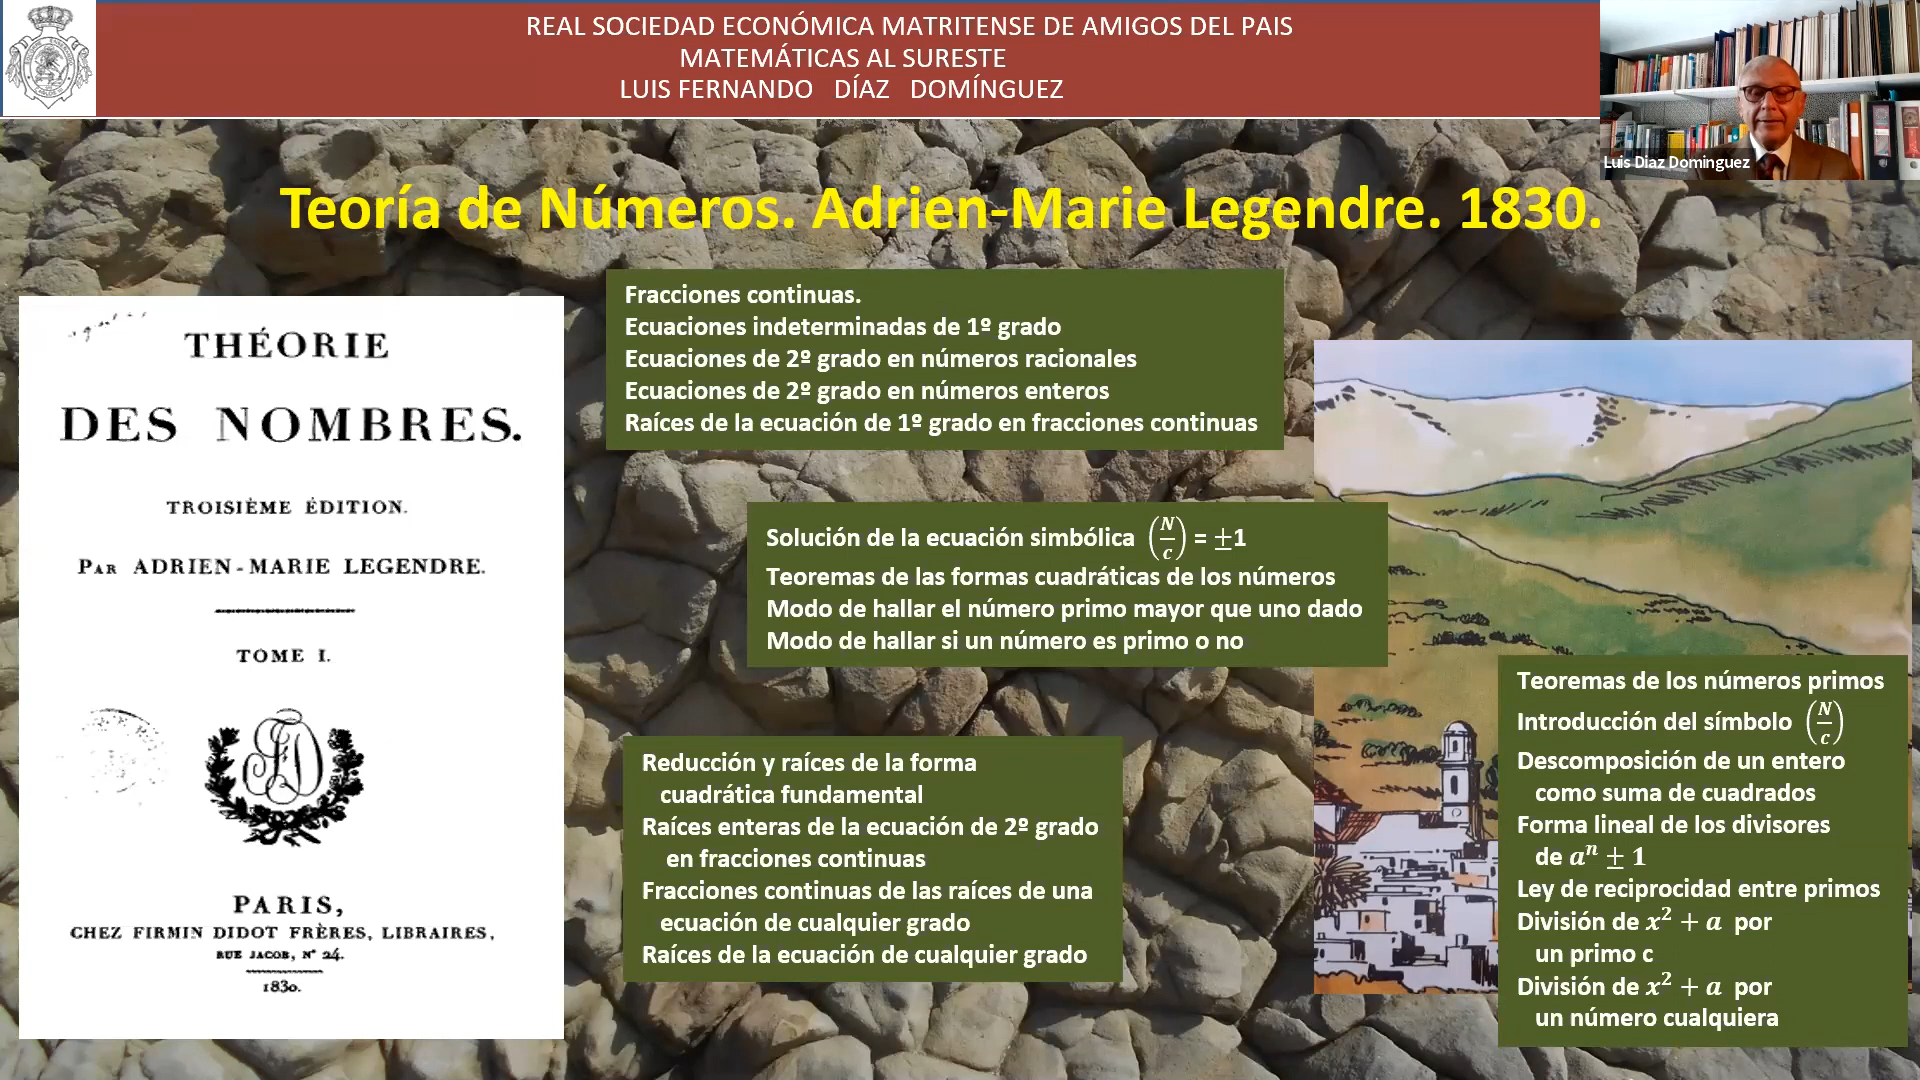 REAL SOCIEDAD ECONÓMICA MATRITENSE DE AMIGOS DEL PAIS
MATEMÁTICAS AL SURESTE
LUIS FERNANDO DÍAZ DOMÍNGUEZ
Luis Diaz Dominguez
Teoría de Números. Adrien-Marie Legendre. 1830.
THÉORIE
DES NOMBRES.
TROISIÈME ÉDITION.
PAR ADRIEN-MARIE LEGENDRE.
TOME I.
PARIS,
CHEZ FIRMIN DIDOT FRÈRES, LIBRAIRES,
RUE JACOB, N° 24.
1830.
Fracciones continuas.
Ecuaciones indeterminadas de 1º grado
Ecuaciones de 2º grado en números racionales
Ecuaciones de 2º grado en números enteros
Raíces de la ecuación de 1º grado en fracciones continuas
Solución de la ecuación simbólica (N/c) = ±1
Teoremas de las formas cuadráticas de los números
Modo de hallar el número primo mayor que uno dado
Modo de hallar si un número es primo o no
Reducción y raíces de la forma
cuadrática fundamental
Raíces enteras de la ecuación de 2º grado
en fracciones continuas
Fracciones continuas de las raíces de una
ecuación de cualquier grado
Raíces de la ecuación de cualquier grado
Teoremas de los números primos
Introducción del símbolo (N/c)
Descomposición de un entero
como suma de cuadrados
Forma lineal de los divisores
de aⁿ ± 1
Ley de reciprocidad entre primos
División de x² + a por
un primo c
División de x² + a por
un número cualquiera